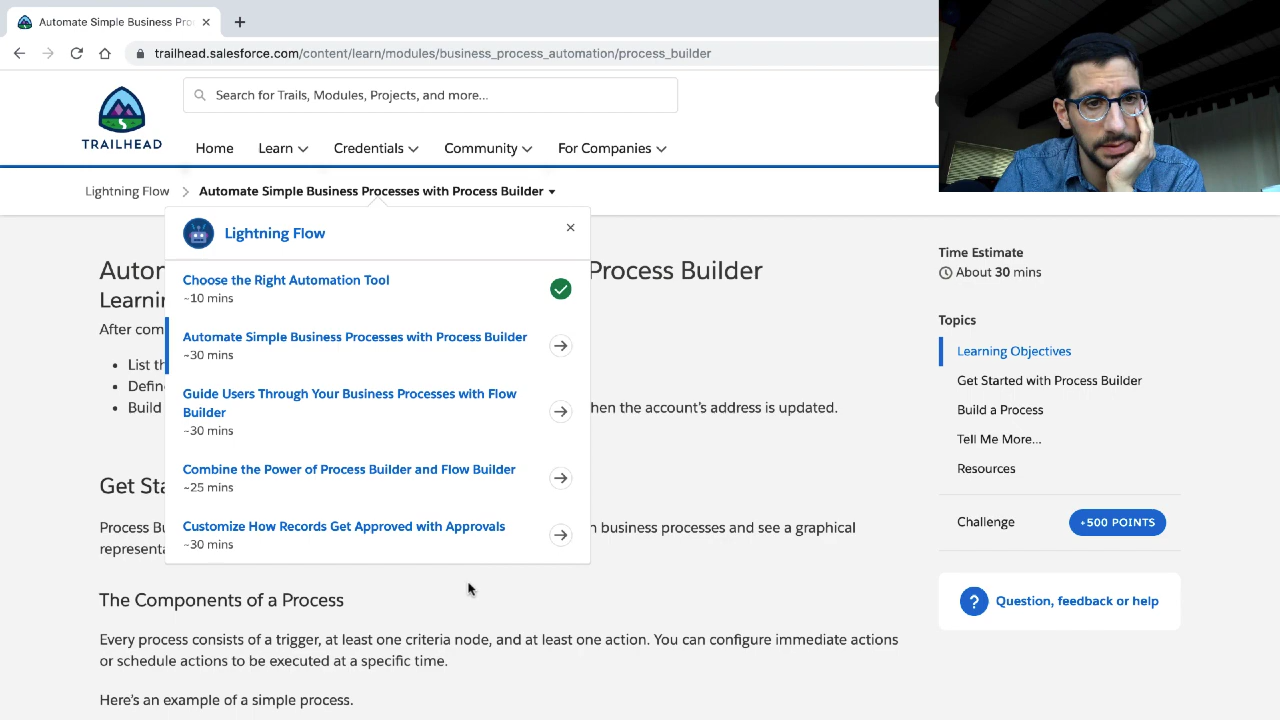 Automate Simple Business Pro
trailhead.salesforce.com/content/learn/modules/business_process_automation/process_builder
TRAILHEAD
Search for Trails, Modules, Projects, and more...
Home Learn Credentials Community For Companies
Lightning Flow Automate Simple Business Processes with Process Builder
Lightning Flow
Choose the Right Automation Tool
~10 mins
Automate Simple Business Processes with Process Builder
~30 mins
Guide Users Through Your Business Processes with Flow
Builder
~30 mins
Combine the Power of Process Builder and Flow Builder
~25 mins
Customize How Records Get Approved with Approvals
~30 mins
Process Builder
After com
List th
Build hen the account's address is updated.
Get Sta
Process Bu business processes and see a graphical
representa
The Components of a Process
Every process consists of a trigger, at least one criteria node, and at least one action. You can configure immediate actions
or schedule actions to be executed at a specific time.
Here's an example of a simple process.
Time Estimate
About 30 mins
Topics
Learning Objectives
Get Started with Process Builder
Build a Process
Tell Me More...
Resources
Challenge +500 POINTS
? Question, feedback or help